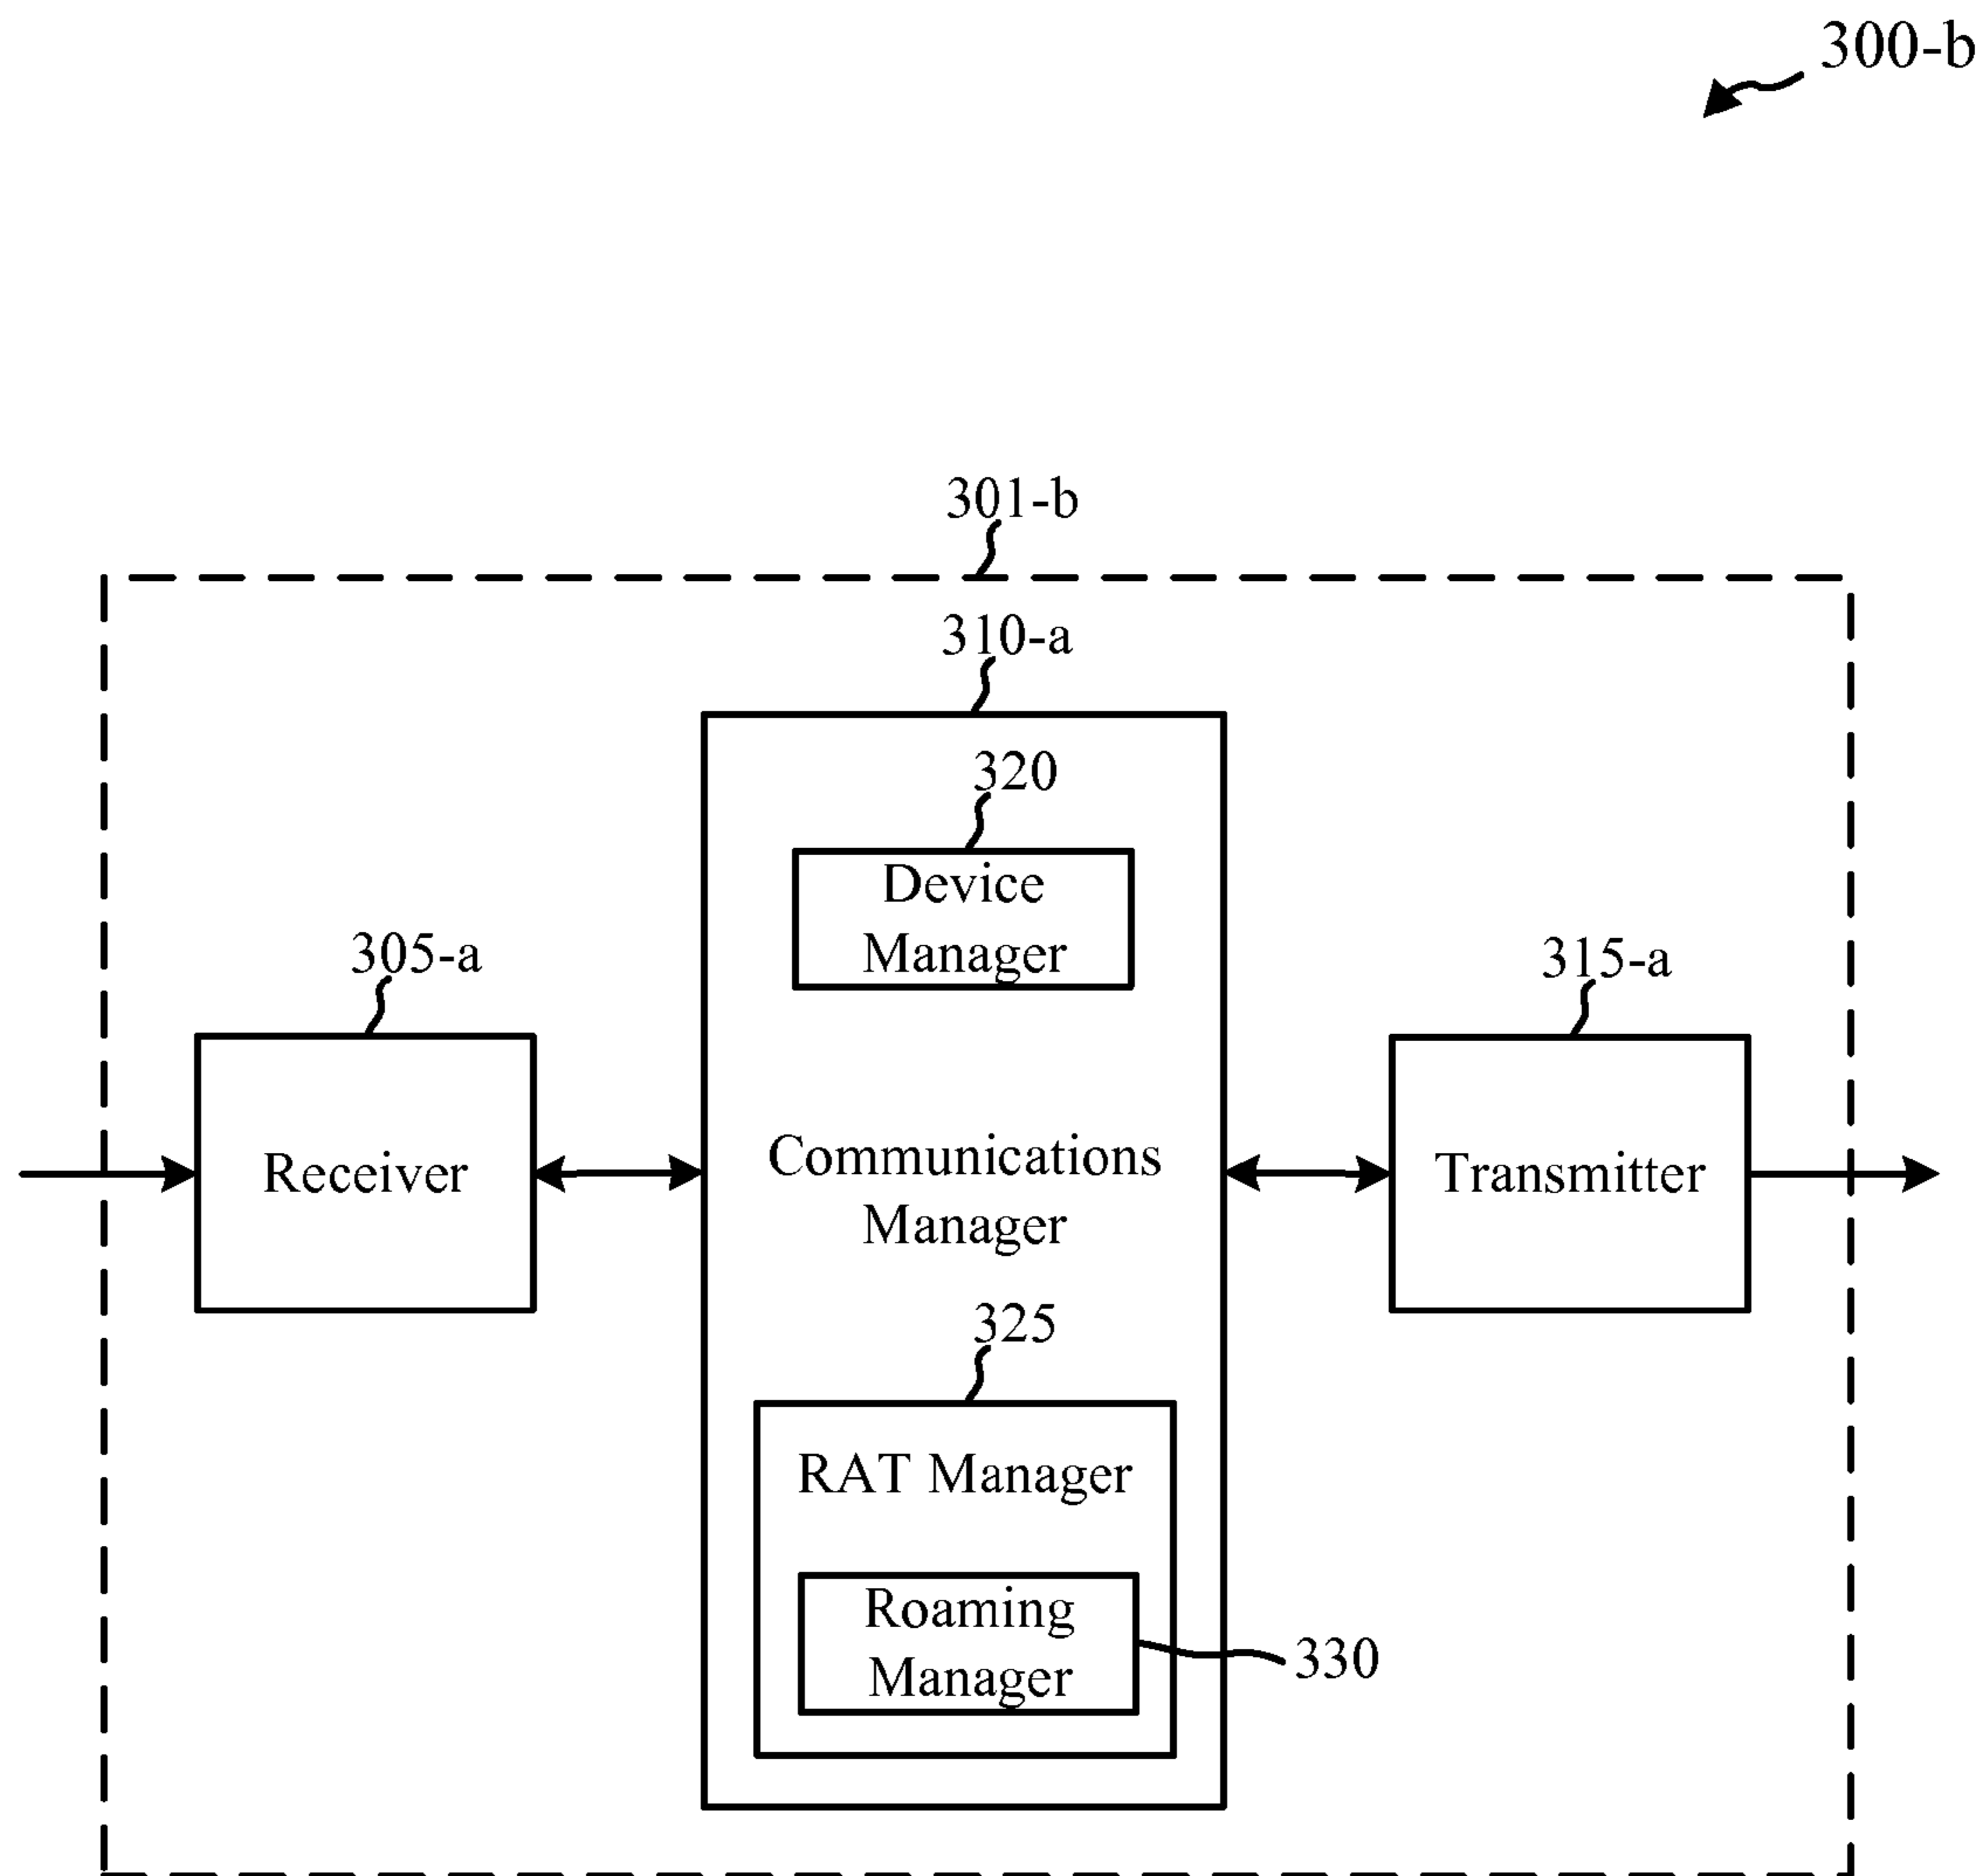 300-b
301-b
310-a
320
Device
Manager
305-a
315-a
Receiver
Communications
Manager
Transmitter
325
RAT Manager
Roaming
Manager
330